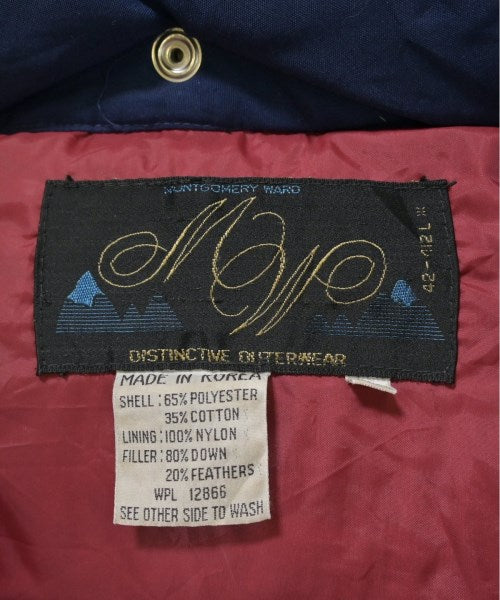 MONTGOMERY WARD
MW
42-42L
DISTINCTIVE OUTERWEAR
MADE IN KOREA
SHELL:65% POLYESTER
35% COTTON
LINING:100% NYLON
FILLER:80% DOWN
20% FEATHERS
WPL 12866
SEE OTHER SIDE TO WASH